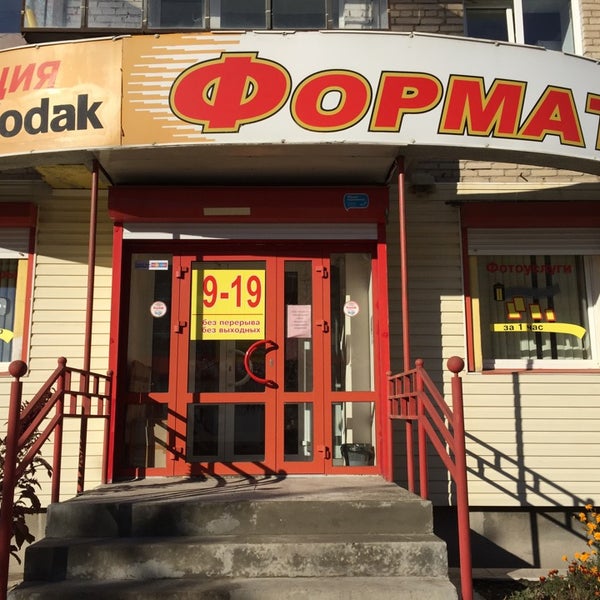 ция
odak
ФОРМАТ
9-19
без перерыва
без выходных
Фотоуслуги
за 1 час